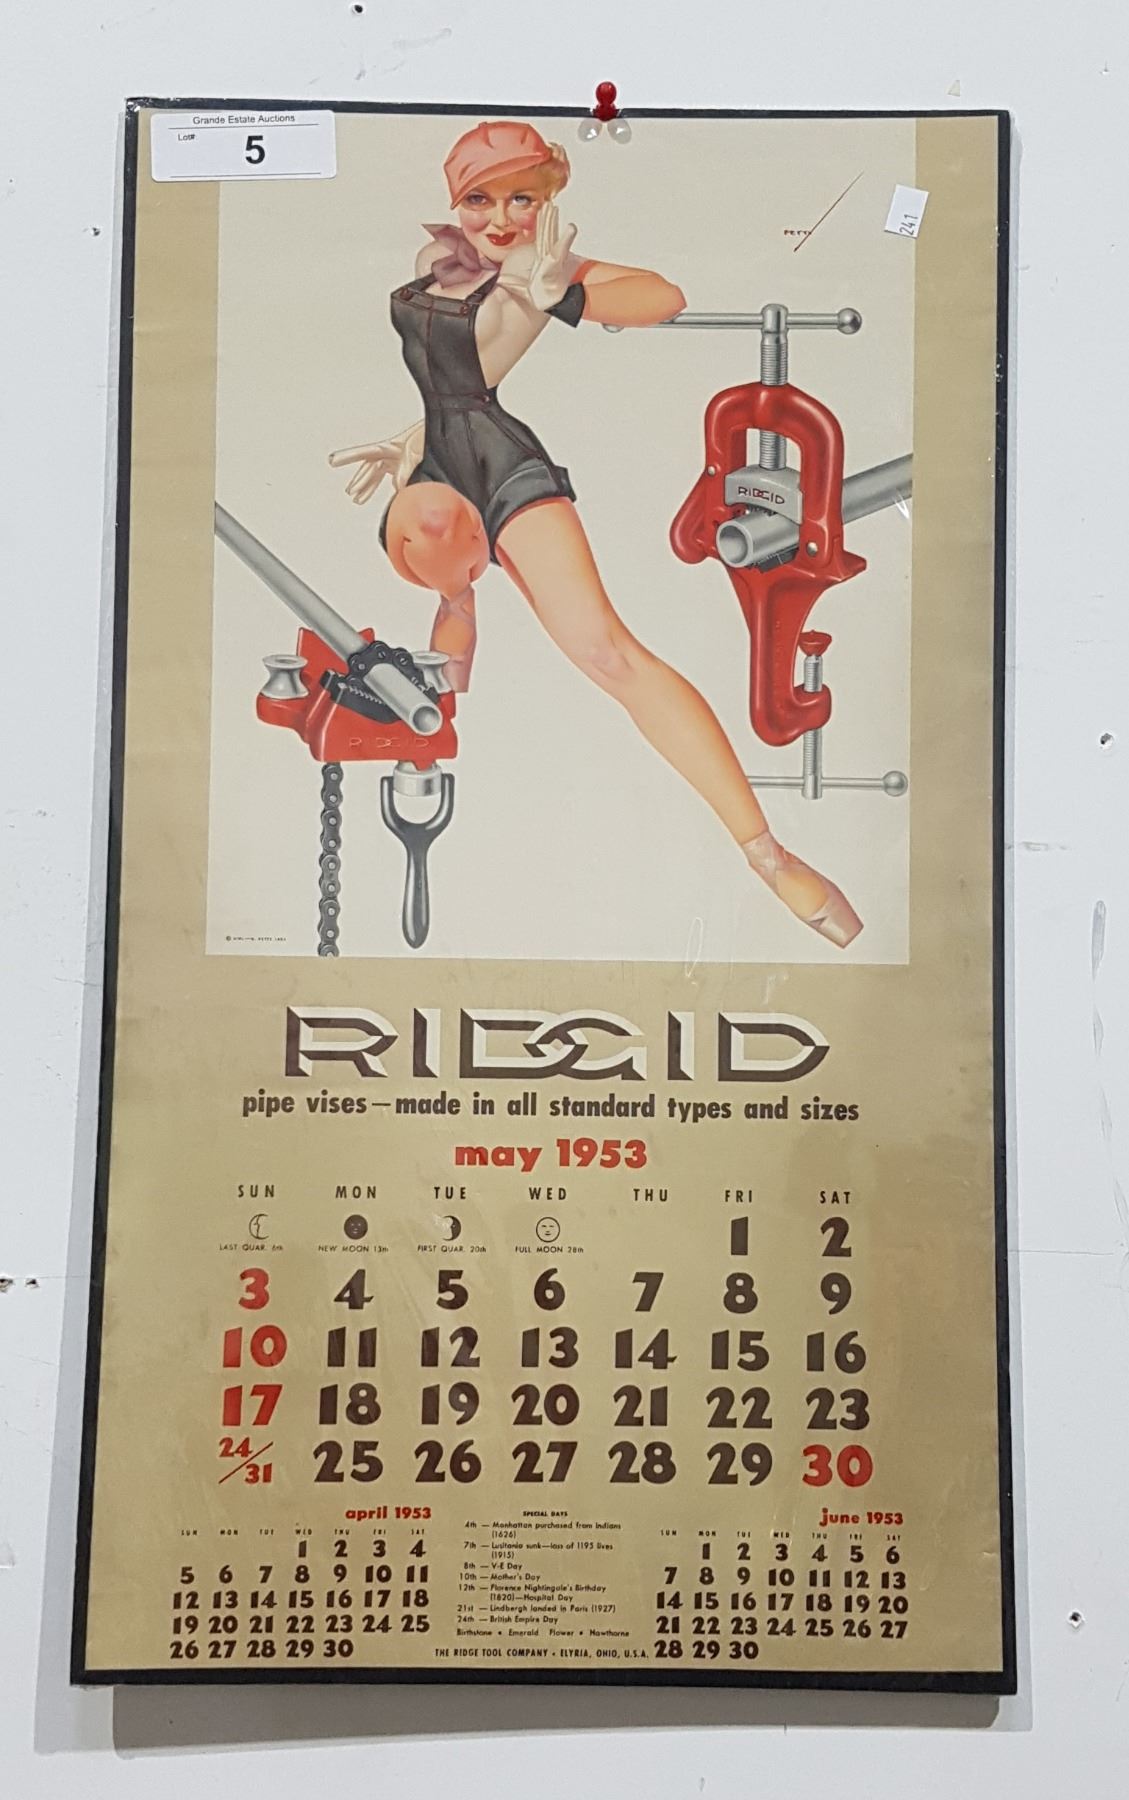 Grande Estate Auctions
Lot#
5
PETTY
241
RIDGID
RIDGID
RIDGID
pipe vises—made in all standard types and sizes
may 1953
SUN MON TUE WED THU FRI SAT
LAST QUAR. 6th NEW MOON 13th FIRST QUAR. 20th FULL MOON 28th
1 2
3 4 5 6 7 8 9
10 11 12 13 14 15 16
17 18 19 20 21 22 23
24/31 25 26 27 28 29 30
april 1953
SUN MON TUE WED THU FRI SAT
1 2 3 4
5 6 7 8 9 10 11
12 13 14 15 16 17 18
19 20 21 22 23 24 25
26 27 28 29 30
SPECIAL DAYS
4th — Manhattan purchased from Indians
(1626)
7th — Lusitania sunk—loss of 1195 lives
(1915)
8th — V-E Day
10th — Mother's Day
12th — Florence Nightingale's Birthday
(1820)—Hospital Day
21st — Lindbergh landed in Paris (1927)
24th — British Empire Day
Birthstone • Emerald Flower • Hawthorne
THE RIDGE TOOL COMPANY • ELYRIA, OHIO, U.S.A.
june 1953
SUN MON TUE WED THU FRI SAT
1 2 3 4 5 6
7 8 9 10 11 12 13
14 15 16 17 18 19 20
21 22 23 24 25 26 27
28 29 30